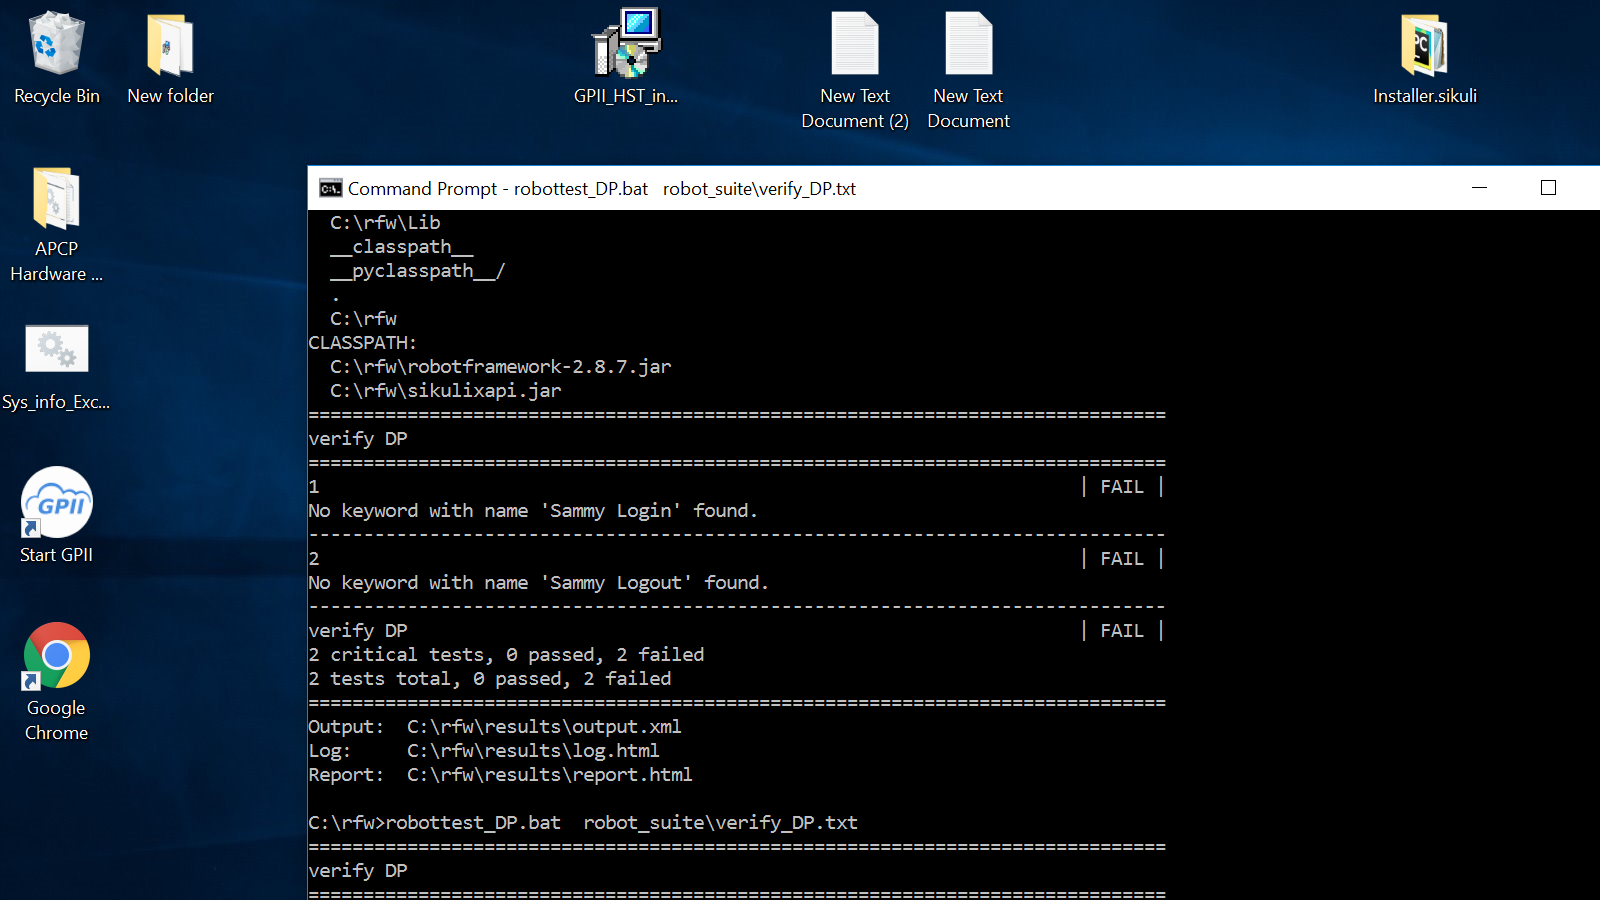 Recycle Bin
New folder
GPII_HST_in...
New Text
Document (2)
New Text
Document
Installer.sikuli
PC
APCP
Hardware ...
Sys_info_Exc...
GPII
Start GPII
Google
Chrome
C:\. Command Prompt - robottest_DP.bat  robot_suite\verify_DP.txt
C:\rfw\Lib
__classpath__
__pyclasspath__/
.
C:\rfw
CLASSPATH:
C:\rfw\robotframework-2.8.7.jar
C:\rfw\sikulixapi.jar
==============================================================================
verify DP
==============================================================================
1                                                                     | FAIL |
No keyword with name 'Sammy Login' found.
------------------------------------------------------------------------------
2                                                                     | FAIL |
No keyword with name 'Sammy Logout' found.
------------------------------------------------------------------------------
verify DP                                                             | FAIL |
2 critical tests, 0 passed, 2 failed
2 tests total, 0 passed, 2 failed
==============================================================================
Output:  C:\rfw\results\output.xml
Log:     C:\rfw\results\log.html
Report:  C:\rfw\results\report.html
C:\rfw>robottest_DP.bat  robot_suite\verify_DP.txt
==============================================================================
verify DP
==============================================================================